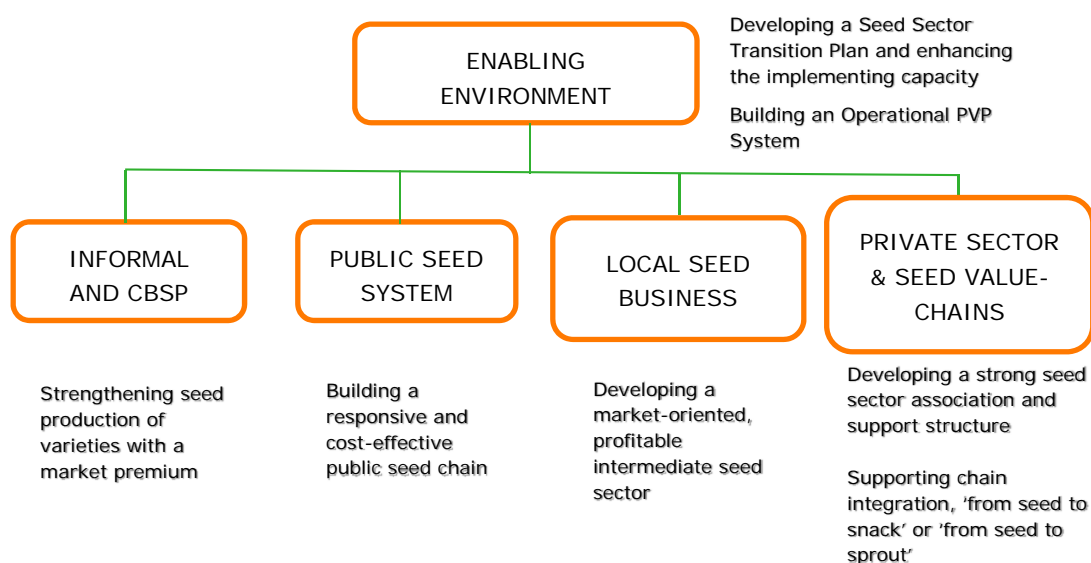 ENABLING
ENVIRONMENT
Developing a Seed Sector
Transition Plan and enhancing
the implementing capacity
Building an Operational PVP
System
INFORMAL
AND CBSP
PUBLIC SEED
SYSTEM
LOCAL SEED
BUSINESS
PRIVATE SECTOR
& SEED VALUE-
CHAINS
Strengthening seed
production of
varieties with a
market premium
Building a
responsive and
cost-effective
public seed chain
Developing a
market-oriented,
profitable
intermediate seed
sector
Developing a strong seed
sector association and
support structure
Supporting chain
integration, 'from seed to
snack' or 'from seed to
sprout'